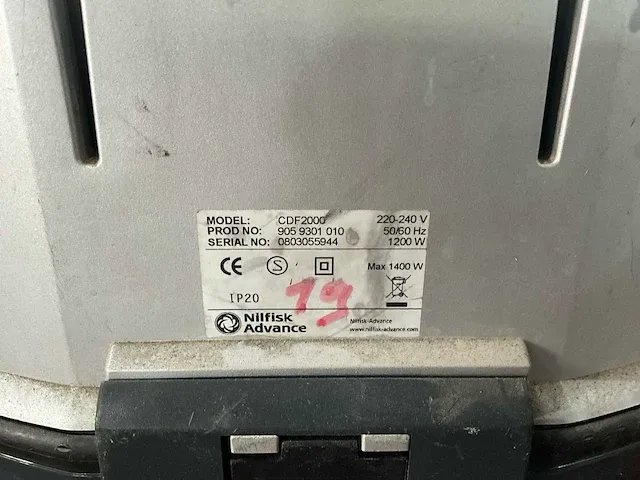 MODEL: CDF2000 220-240 V
PROD NO: 905 9301 010 50/60 Hz
SERIAL NO: 0803055944 1200 W
CE S Max 1400 W
IP20 19
Nilfisk Advance
Nilfisk-Advance
www.nilfisk-advance.com